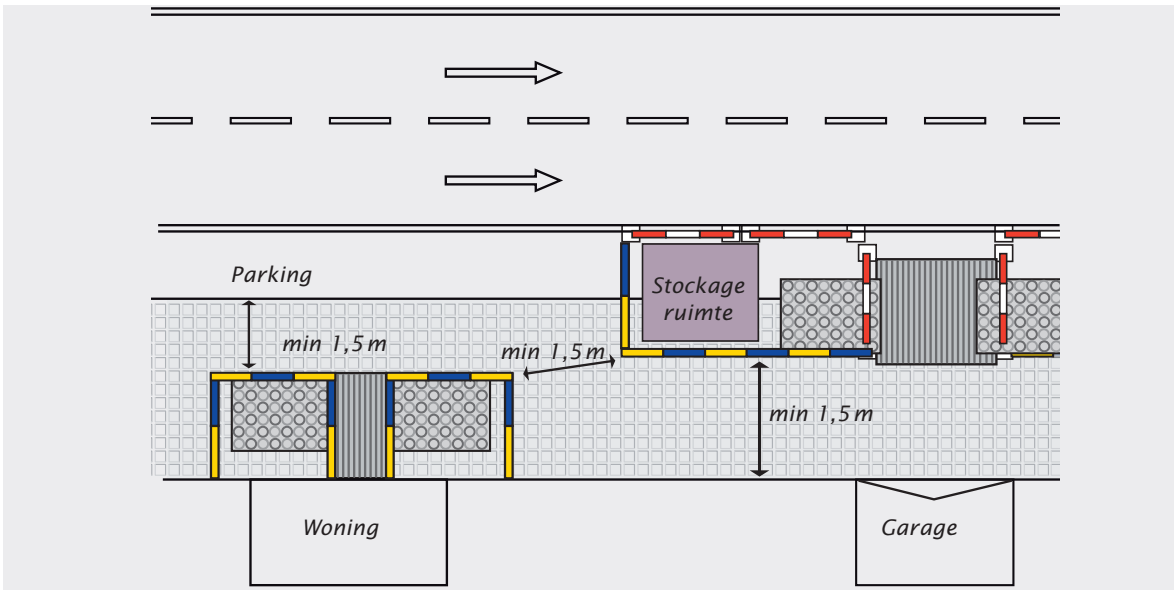 Parking
Stockage
ruimte
min 1,5 m
min 1,5 m
min 1,5 m
Woning
Garage